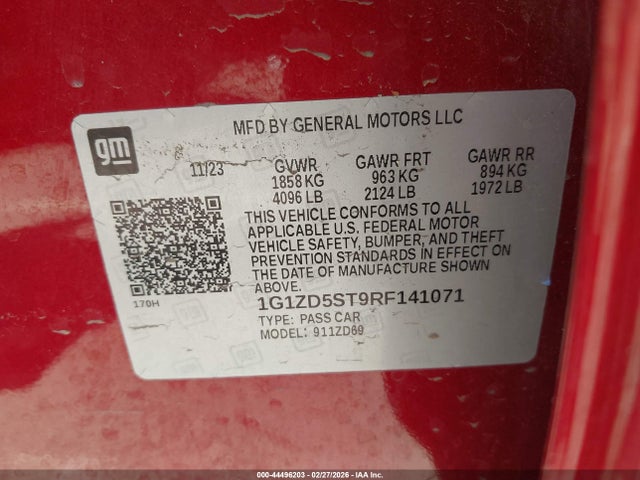 gm
MFD BY GENERAL MOTORS LLC
11/23 GVWR GAWR FRT GAWR RR
1858 KG 963 KG 894 KG
4096 LB 2124 LB 1972 LB
THIS VEHICLE CONFORMS TO ALL
APPLICABLE U.S. FEDERAL MOTOR
VEHICLE SAFETY, BUMPER, AND THEFT
PREVENTION STANDARDS IN EFFECT ON
THE DATE OF MANUFACTURE SHOWN
ABOVE.
170H
1G1ZD5ST9RF141071
TYPE: PASS CAR
MODEL: 911ZD69
000-44496203 - 02/27/2026 - IAA Corp.